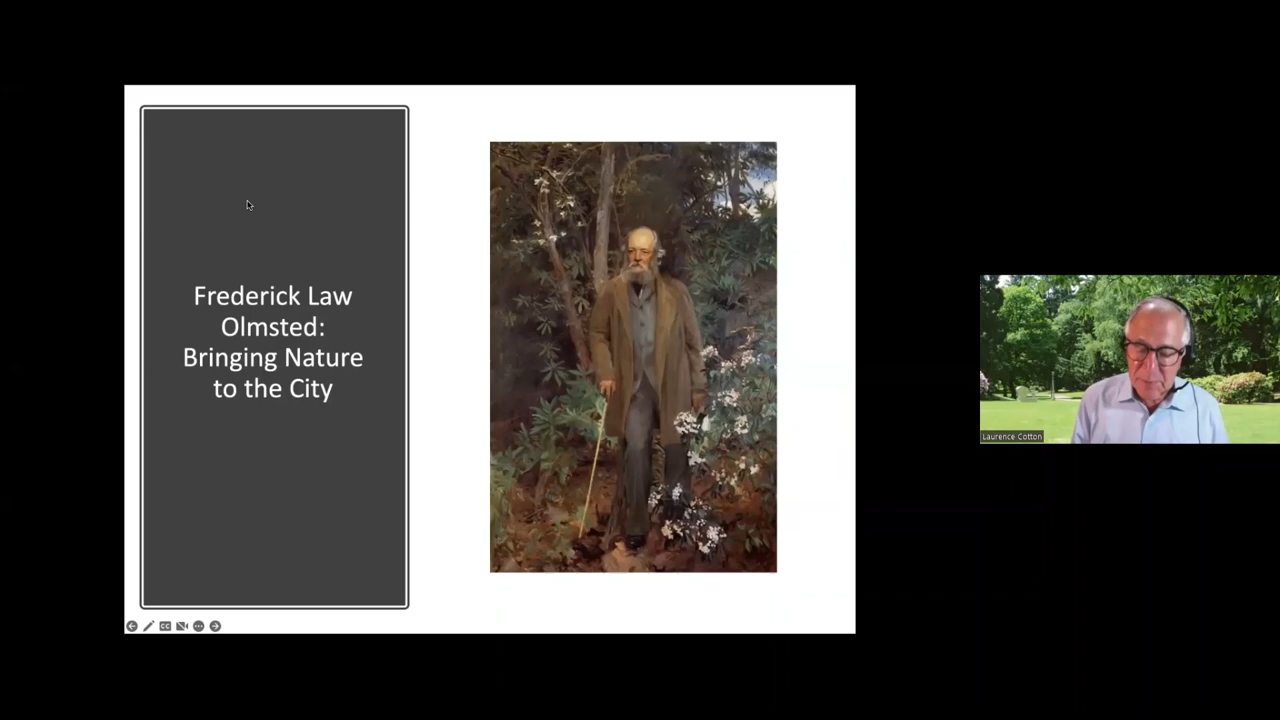 Frederick Law
Olmsted:
Bringing Nature
to the City
Laurence Cotton